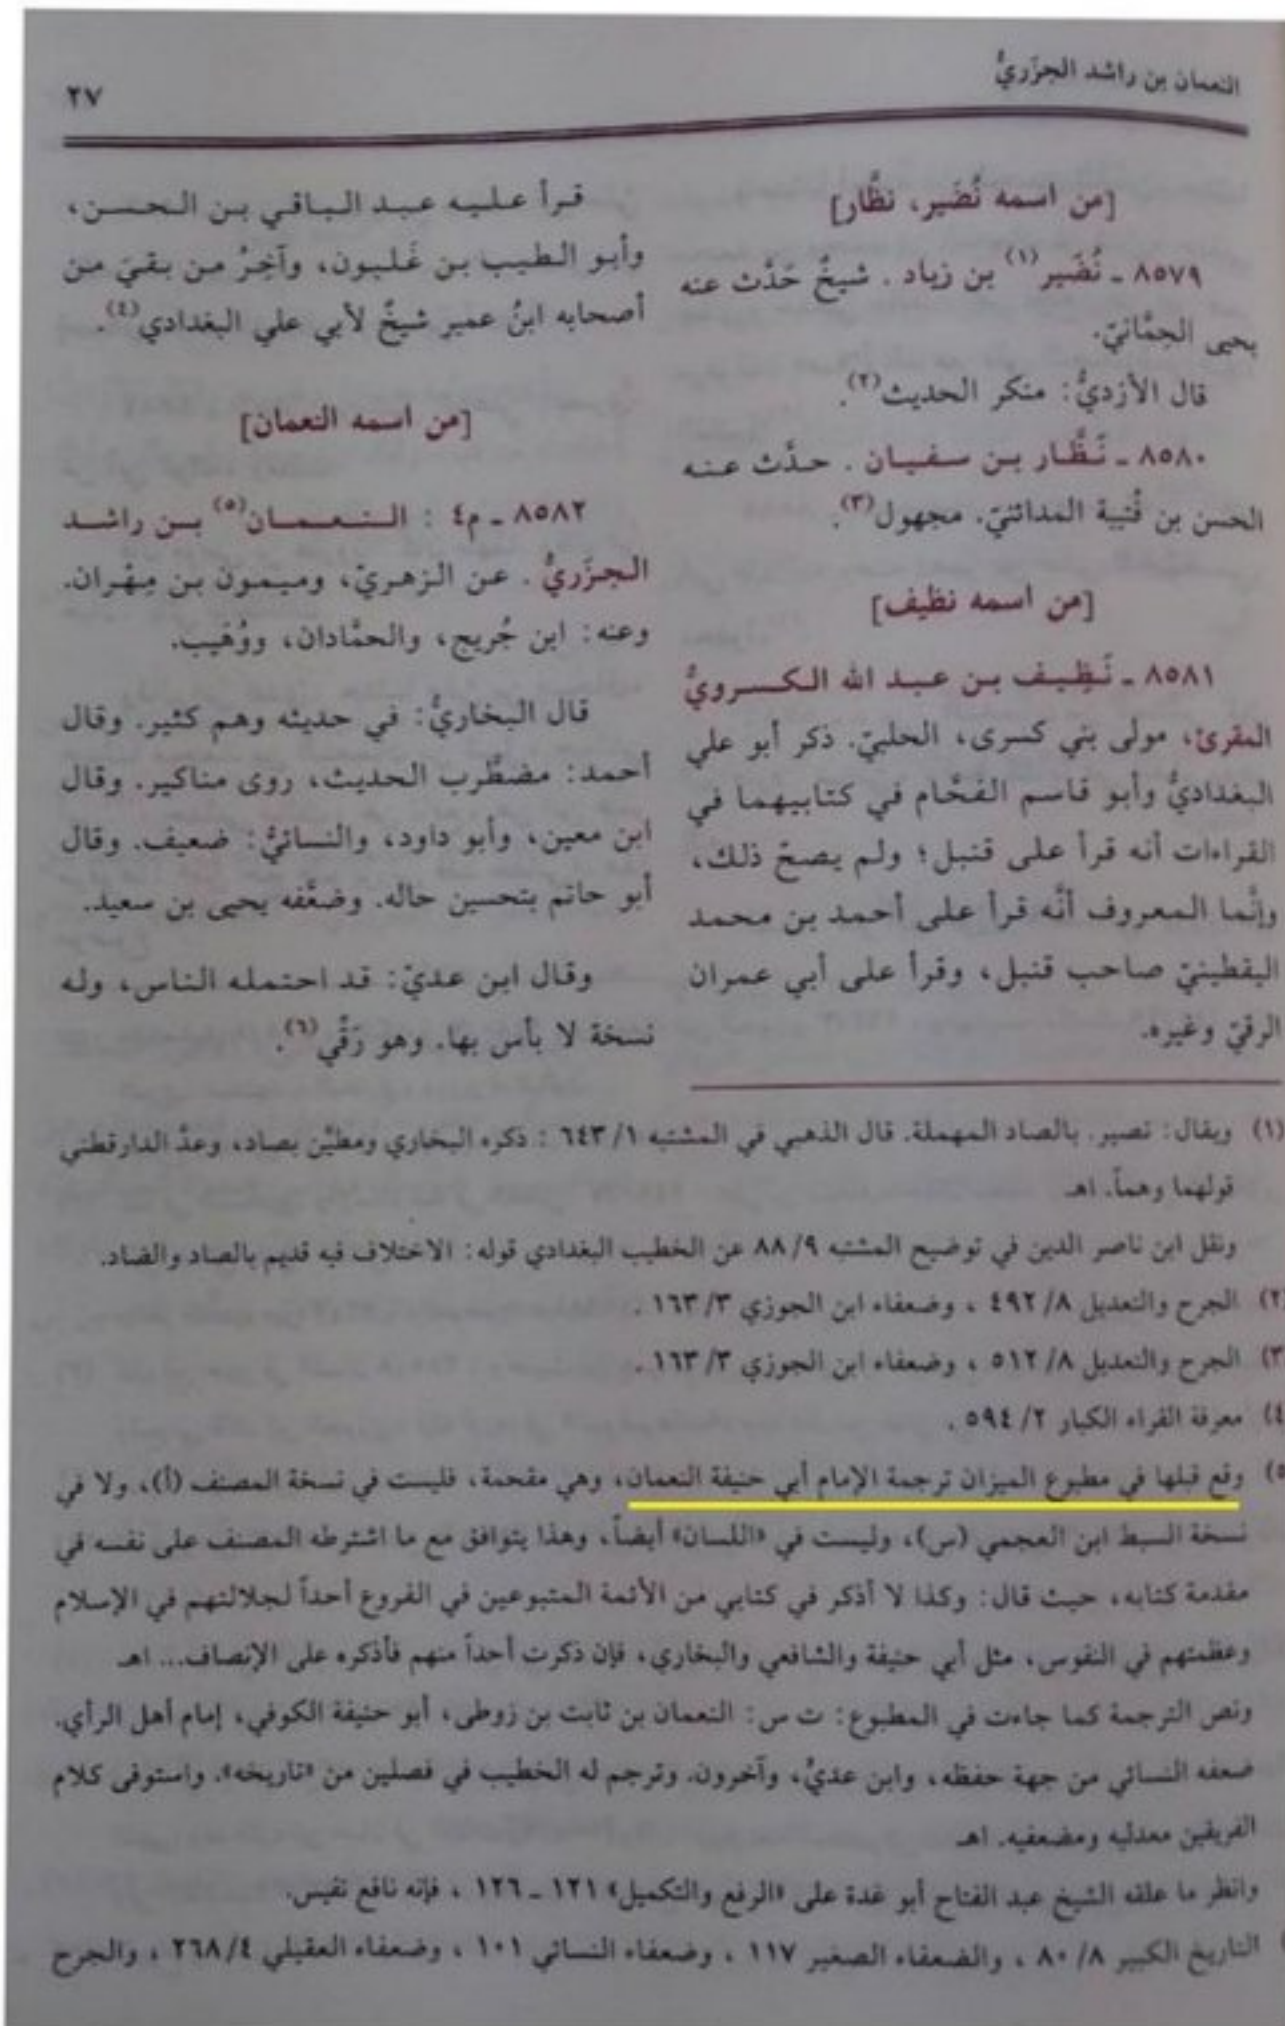 النعمان بن راشد الجزَريُّ
٢٧
[من اسمه نُضَير، نظَّار]
٨٥٧٩ ـ نُضَير(١) بن زياد . شيخٌ حَدَّث عنه
يحيى الحِمَّانيّ.
قال الأزديُّ: منكر الحديث(٢).
٨٥٨٠ ـ نَظَّار بن سفيان . حدَّث عنه
الحسن بن قُتيبة المدائنيّ. مجهول(٣).
[من اسمه نظيف]
٨٥٨١ ـ نَظِيف بن عبد الله الكسرويُّ
المقرئ، مولى بني كسرى، الحلبيّ. ذكر أبو علي
البغداديُّ وأبو قاسم الفحَّام في كتابيهما في
القراءات أنه قرأ على قنبل؛ ولم يصحّ ذلك،
وإنَّما المعروف أنَّه قرأ على أحمد بن محمد
اليقطينيّ صاحب قنبل، وقرأ على أبي عمران
الرقيّ وغيره.
قرأ عليه عبد الباقي بن الحسن،
وأبو الطيب بن غَلبون، وآخِرُ من بقيَ من
أصحابه ابنُ عمير شيخٌ لأبي علي البغدادي(٤).
[من اسمه النعمان]
٨٥٨٢ ـ م٤ : النعمان(٥) بن راشد
الجزَريُّ . عن الزهريّ، وميمون بن مِهْران.
وعنه: ابن جُريج، والحمَّادان، ووُهَيب.
قال البخاريُّ: في حديثه وهم كثير. وقال
أحمد: مضطَّرب الحديث، روى مناكير. وقال
ابن معين، وأبو داود، والنسائيُّ: ضعيف. وقال
أبو حاتم بتحسين حاله. وضعَّفه يحيى بن سعيد.
وقال ابن عديّ: قد احتمله الناس، وله
نسخة لا بأس بها. وهو رَقِّي(٦).
(١) ويقال: نصير. بالصاد المهملة. قال الذهبي في المشتبه ١/ ٦٤٣ : ذكره البخاري ومطيَّن بصاد، وعدَّ الدارقطني
قولهما وهماً. اهـ
ونقل ابن ناصر الدين في توضيح المشتبه ٩/ ٨٨ عن الخطيب البغدادي قوله: الاختلاف فيه قديم بالصاد والضاد.
(٢) الجرح والتعديل ٨/ ٤٩٢ ، وضعفاء ابن الجوزي ٣/ ١٦٣ .
(٣) الجرح والتعديل ٨/ ٥١٢ ، وضعفاء ابن الجوزي ٣/ ١٦٣ .
(٤) معرفة القراء الكبار ٢/ ٥٩٤ .
(٥) وقع قبلها في مطبوع الميزان ترجمة الإمام أبي حنيفة النعمان، وهي مقحمة، فليست في نسخة المصنف (أ)، ولا في
نسخة السبط ابن العجمي (س)، وليست في «اللسان» أيضاً، وهذا يتوافق مع ما اشترطه المصنف على نفسه في
مقدمة كتابه، حيث قال: وكذا لا أذكر في كتابي من الأئمة المتبوعين في الفروع أحداً لجلالتهم في الإسلام
وعظمتهم في النفوس، مثل أبي حنيفة والشافعي والبخاري، فإن ذكرت أحداً منهم فأذكره على الإنصاف... اهـ
ونص الترجمة كما جاءت في المطبوع: ت س: النعمان بن ثابت بن زوطى، أبو حنيفة الكوفي، إمام أهل الرأي.
ضعفه النسائي من جهة حفظه، وابن عديٌّ، وآخرون. وترجم له الخطيب في فصلين من «تاريخه». واستوفى كلام
الفريقين معدليه ومضعفيه. اهـ
وانظر ما علقه الشيخ عبد الفتاح أبو غدة على «الرفع والتكميل» ١٢١ ـ ١٢٦ ، فإنه نافع نفيس.
التاريخ الكبير ٨/ ٨٠ ، والضعفاء الصغير ١١٧ ، وضعفاء النسائي ١٠١ ، وضعفاء العقيلي ٤/ ٢٦٨ ، والجرح